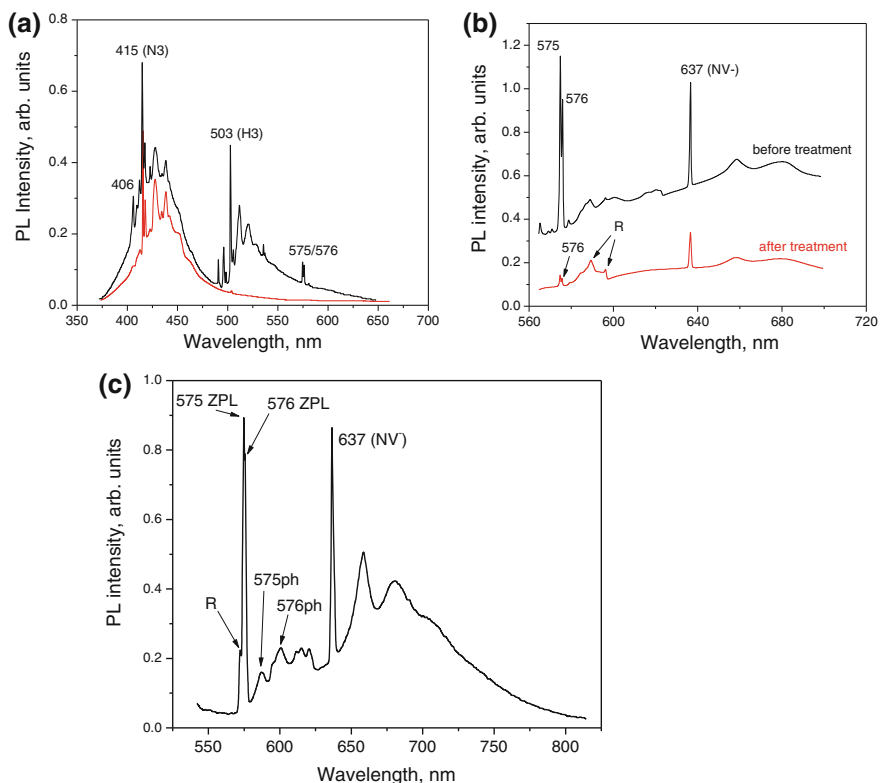 (a)
0.8
0.6
0.4
0.2
0.0
PL Intensity, arb. units
415 (N3)
406
503 (H3)
575/576
350 400 450 500 550 600 650 700
Wavelength, nm
(b)
1.2
1.0
0.8
0.6
0.4
0.2
0.0
PL Intensity, arb. units
575
576
637 (NV-)
before treatment
R
576
after treatment
560 600 640 680 720
Wavelength, nm
(c)
1.0
0.8
0.6
0.4
0.2
0.0
PL intensity, arb. units
575 ZPL
576 ZPL
637 (NV⁻)
575ph
R
576ph
550 600 650 700 750 800
Wavelength, nm